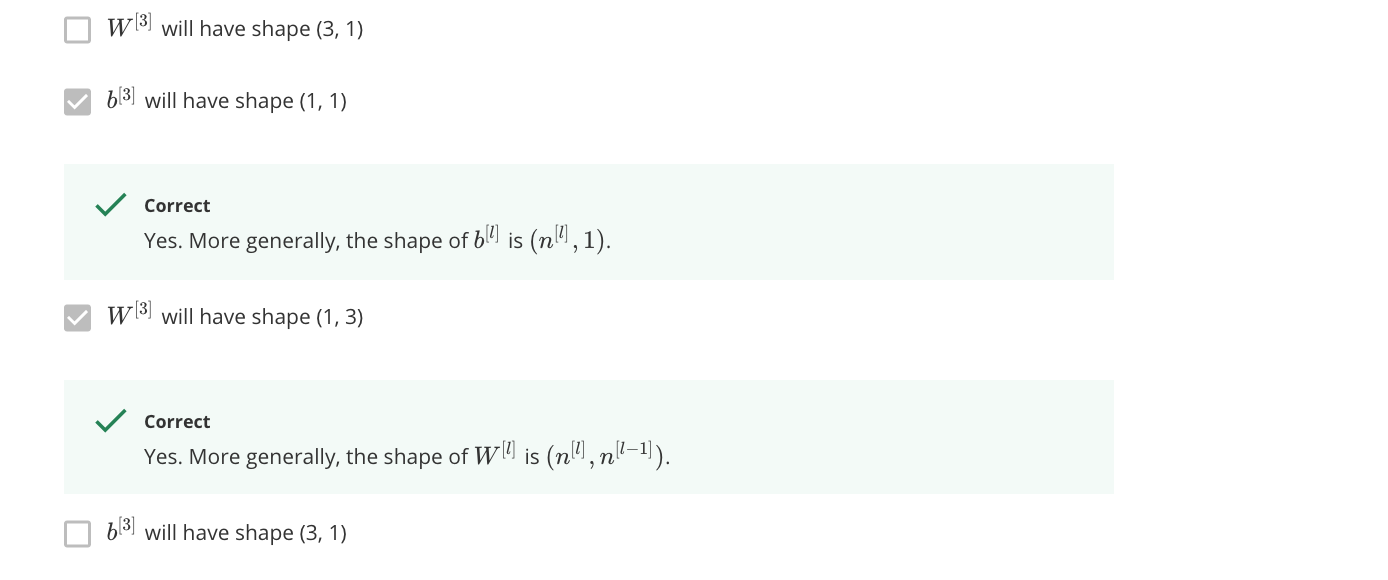 W^[3] will have shape (3, 1)
b^[3] will have shape (1, 1)
Correct
Yes. More generally, the shape of b^[l] is (n^[l], 1).
W^[3] will have shape (1, 3)
Correct
Yes. More generally, the shape of W^[l] is (n^[l], n^[l−1]).
b^[3] will have shape (3, 1)